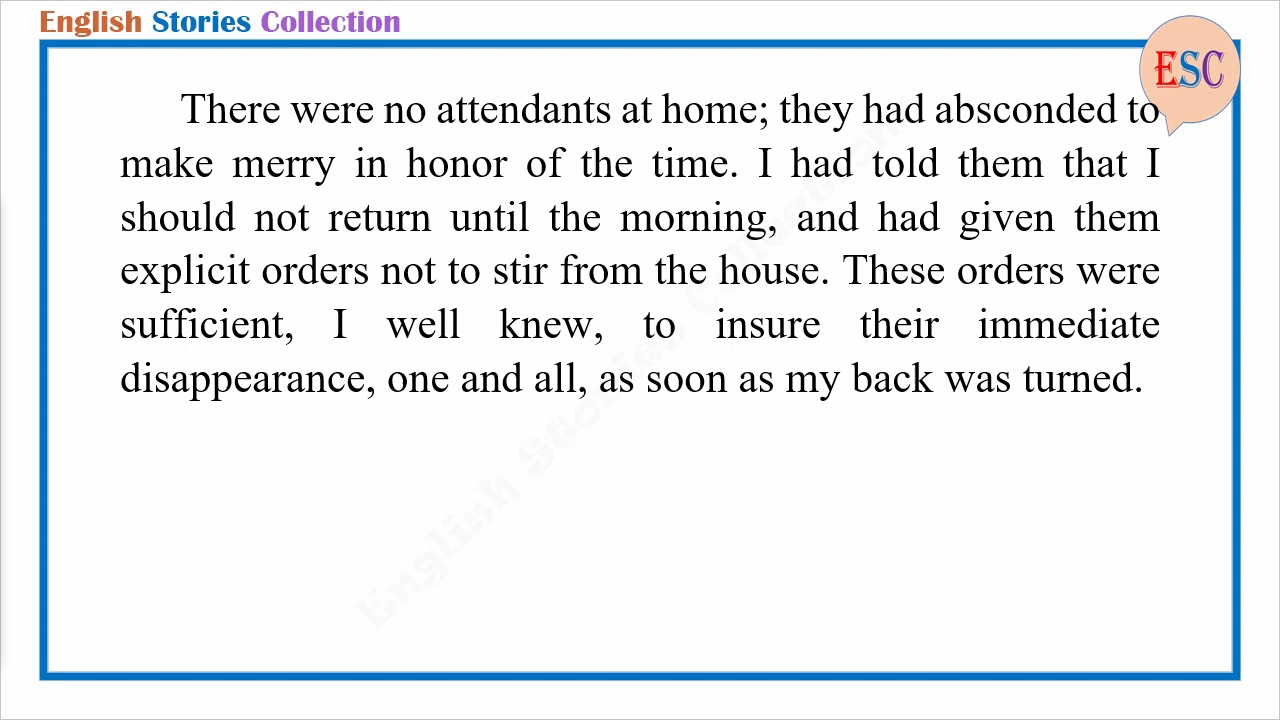 English Stories Collection
ESC
There were no attendants at home; they had absconded to
make merry in honor of the time. I had told them that I
should not return until the morning, and had given them
explicit orders not to stir from the house. These orders were
sufficient, I well knew, to insure their immediate
disappearance, one and all, as soon as my back was turned.
English Stories Collection